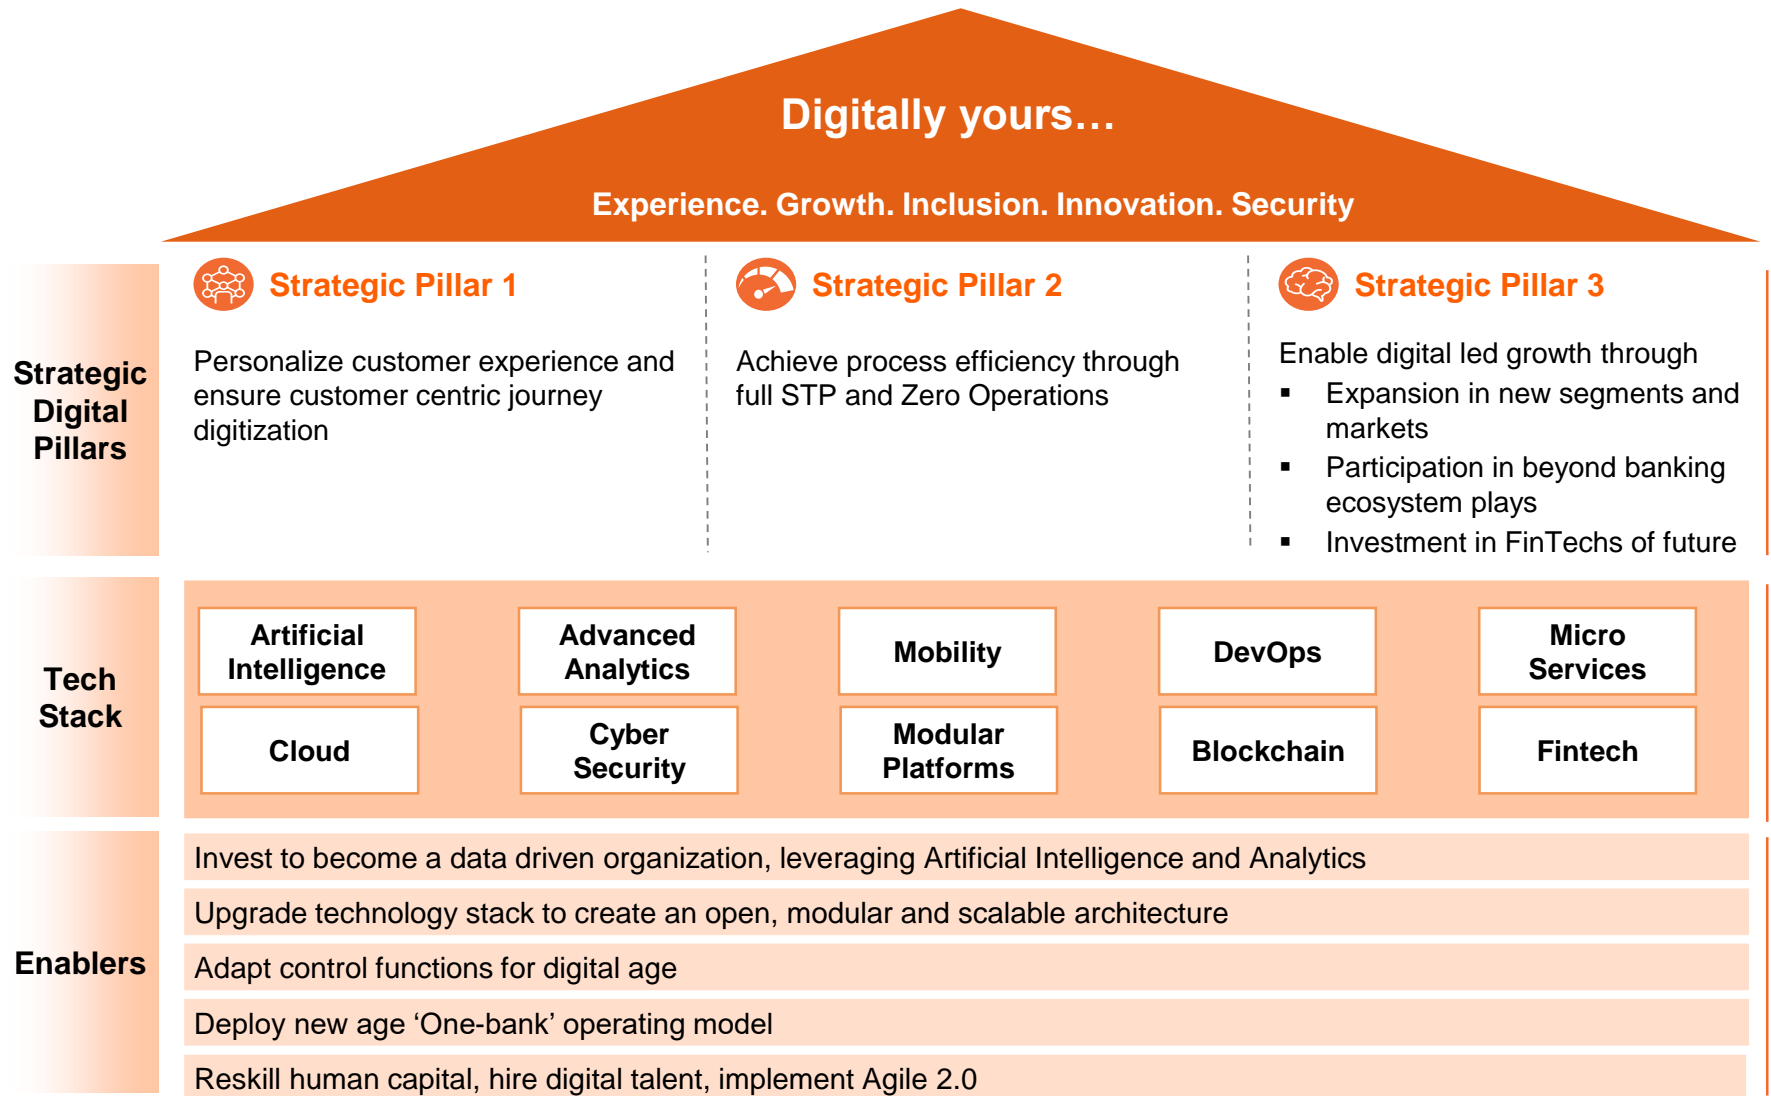 Digitally yours…
Experience. Growth. Inclusion. Innovation. Security
Strategic
Digital
Pillars
Strategic Pillar 1
Personalize customer experience and
ensure customer centric journey
digitization
Strategic Pillar 2
Achieve process efficiency through
full STP and Zero Operations
Strategic Pillar 3
Enable digital led growth through
▪ Expansion in new segments and
markets
▪ Participation in beyond banking
ecosystem plays
▪ Investment in FinTechs of future
Tech
Stack
Artificial
Intelligence
Advanced
Analytics
Mobility
DevOps
Micro
Services
Cloud
Cyber
Security
Modular
Platforms
Blockchain
Fintech
Enablers
Invest to become a data driven organization, leveraging Artificial Intelligence and Analytics
Upgrade technology stack to create an open, modular and scalable architecture
Adapt control functions for digital age
Deploy new age ‘One-bank’ operating model
Reskill human capital, hire digital talent, implement Agile 2.0